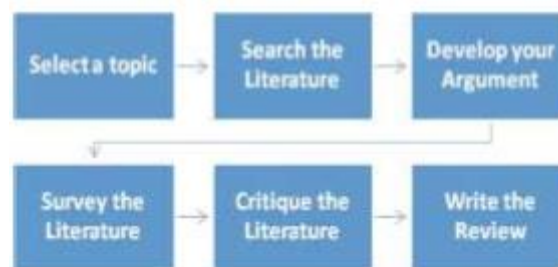 Select a topic
Search the
Literature
Develop your
Argument
Survey the
Literature
Critique the
Literature
Write the
Review